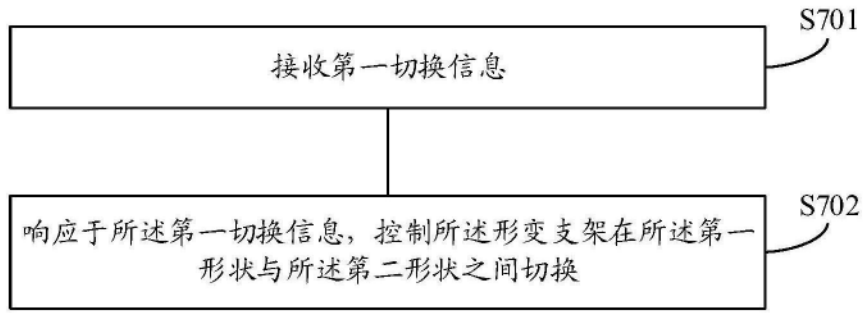 S701
接收第一切换信息
S702
响应于所述第一切换信息，控制所述形变支架在所述第一
形状与所述第二形状之间切换